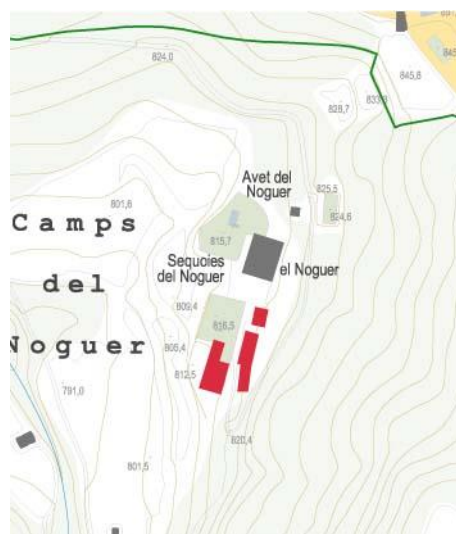 824,0
845,8
833,0
828,7
Avet del
Noguer
825,5
824,6
801,6
Camps
815,7
Sequoies
del Noguer
el Noguer
del
809,4
816,5
Noguer
812,5
791,0
820,4
801,5